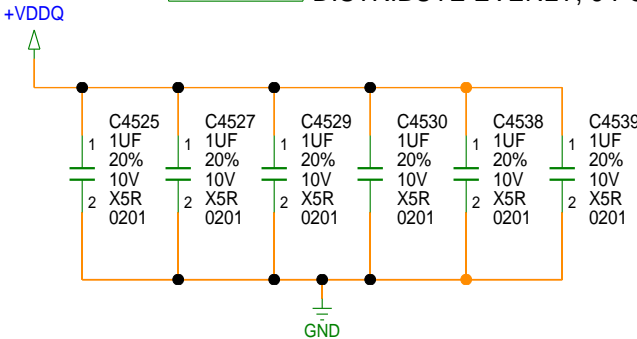 +VDDQ
C4525
1UF
20%
10V
X5R
0201
1
2
C4527
1UF
20%
10V
X5R
0201
1
2
C4529
1UF
20%
10V
X5R
0201
1
2
C4530
1UF
20%
10V
X5R
0201
C4538
1UF
20%
10V
X5R
0201
1
2
C4539
1UF
20%
10V
X5R
0201
1
2
GND